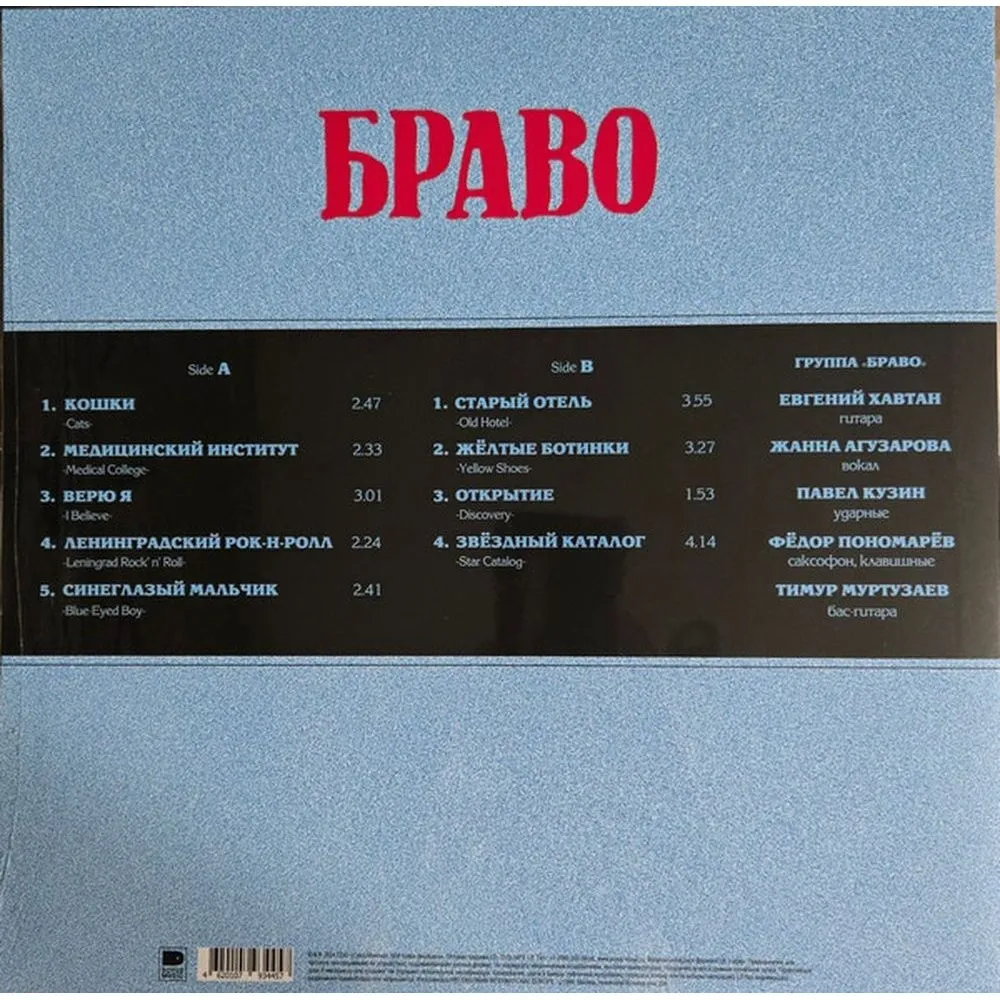 БРАВО
Side A
1. КОШКИ 2.47
-Cats-
2. МЕДИЦИНСКИЙ ИНСТИТУТ 2.33
-Medical College-
3. ВЕРЮ Я 3.01
-I Believe-
4. ЛЕНИНГРАДСКИЙ РОК-Н-РОЛЛ 2.24
-Leningrad Rock' n' Roll-
5. СИНЕГЛАЗЫЙ МАЛЬЧИК 2.41
-Blue-Eyed Boy-
Side B
1. СТАРЫЙ ОТЕЛЬ 3.55
-Old Hotel-
2. ЖЁЛТЫЕ БОТИНКИ 3.27
-Yellow Shoes-
3. ОТКРЫТИЕ 1.53
-Discovery-
4. ЗВЁЗДНЫЙ КАТАЛОГ 4.14
-Star Catalog-
ГРУППА «БРАВО»
ЕВГЕНИЙ ХАВТАН
гитара
ЖАННА АГУЗАРОВА
вокал
ПАВЕЛ КУЗИН
ударные
ФЁДОР ПОНОМАРЁВ
саксофон, клавишные
ТИМУР МУРТУЗАЕВ
бас-гитара